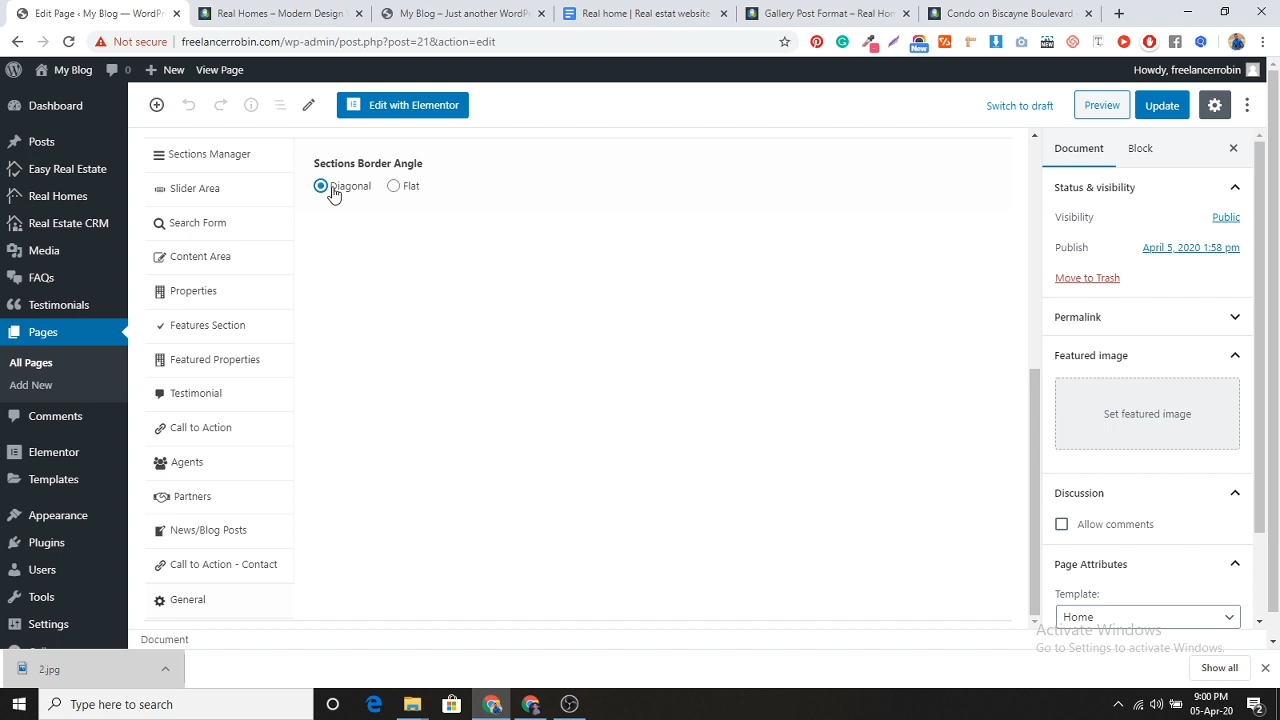 Edit Page ‹ My Blog — WordPr
Real Homes – Modern Design
My Blog – Just another WordPr
Real home | Real estat website
Gallery Post Format – Real Hom
Condo on Biscayne Boulevard
Not secure
freelancerrobin.com/wp-admin/post.php?post=21&action=edit
My Blog
0
New
View Page
Howdy, freelancerrobin
Dashboard
Posts
Easy Real Estate
Real Homes
Real Estate CRM
Media
FAQs
Testimonials
Pages
All Pages
Add New
Comments
Elementor
Templates
Appearance
Plugins
Users
Tools
Settings
Edit with Elementor
Switch to draft
Preview
Update
Sections Manager
Slider Area
Search Form
Content Area
Properties
Features Section
Featured Properties
Testimonial
Call to Action
Agents
Partners
News/Blog Posts
Call to Action - Contact
General
Sections Border Angle
Diagonal
Flat
Document
Document
Block
Status & visibility
Visibility
Public
Publish
April 5, 2020 1:58 pm
Move to Trash
Permalink
Featured image
Set featured image
Discussion
Allow comments
Page Attributes
Template:
Home
Activate Windows
Go to Settings to activate Windows.
2.jpg
Show all
Type here to search
9:00 PM
05-Apr-20